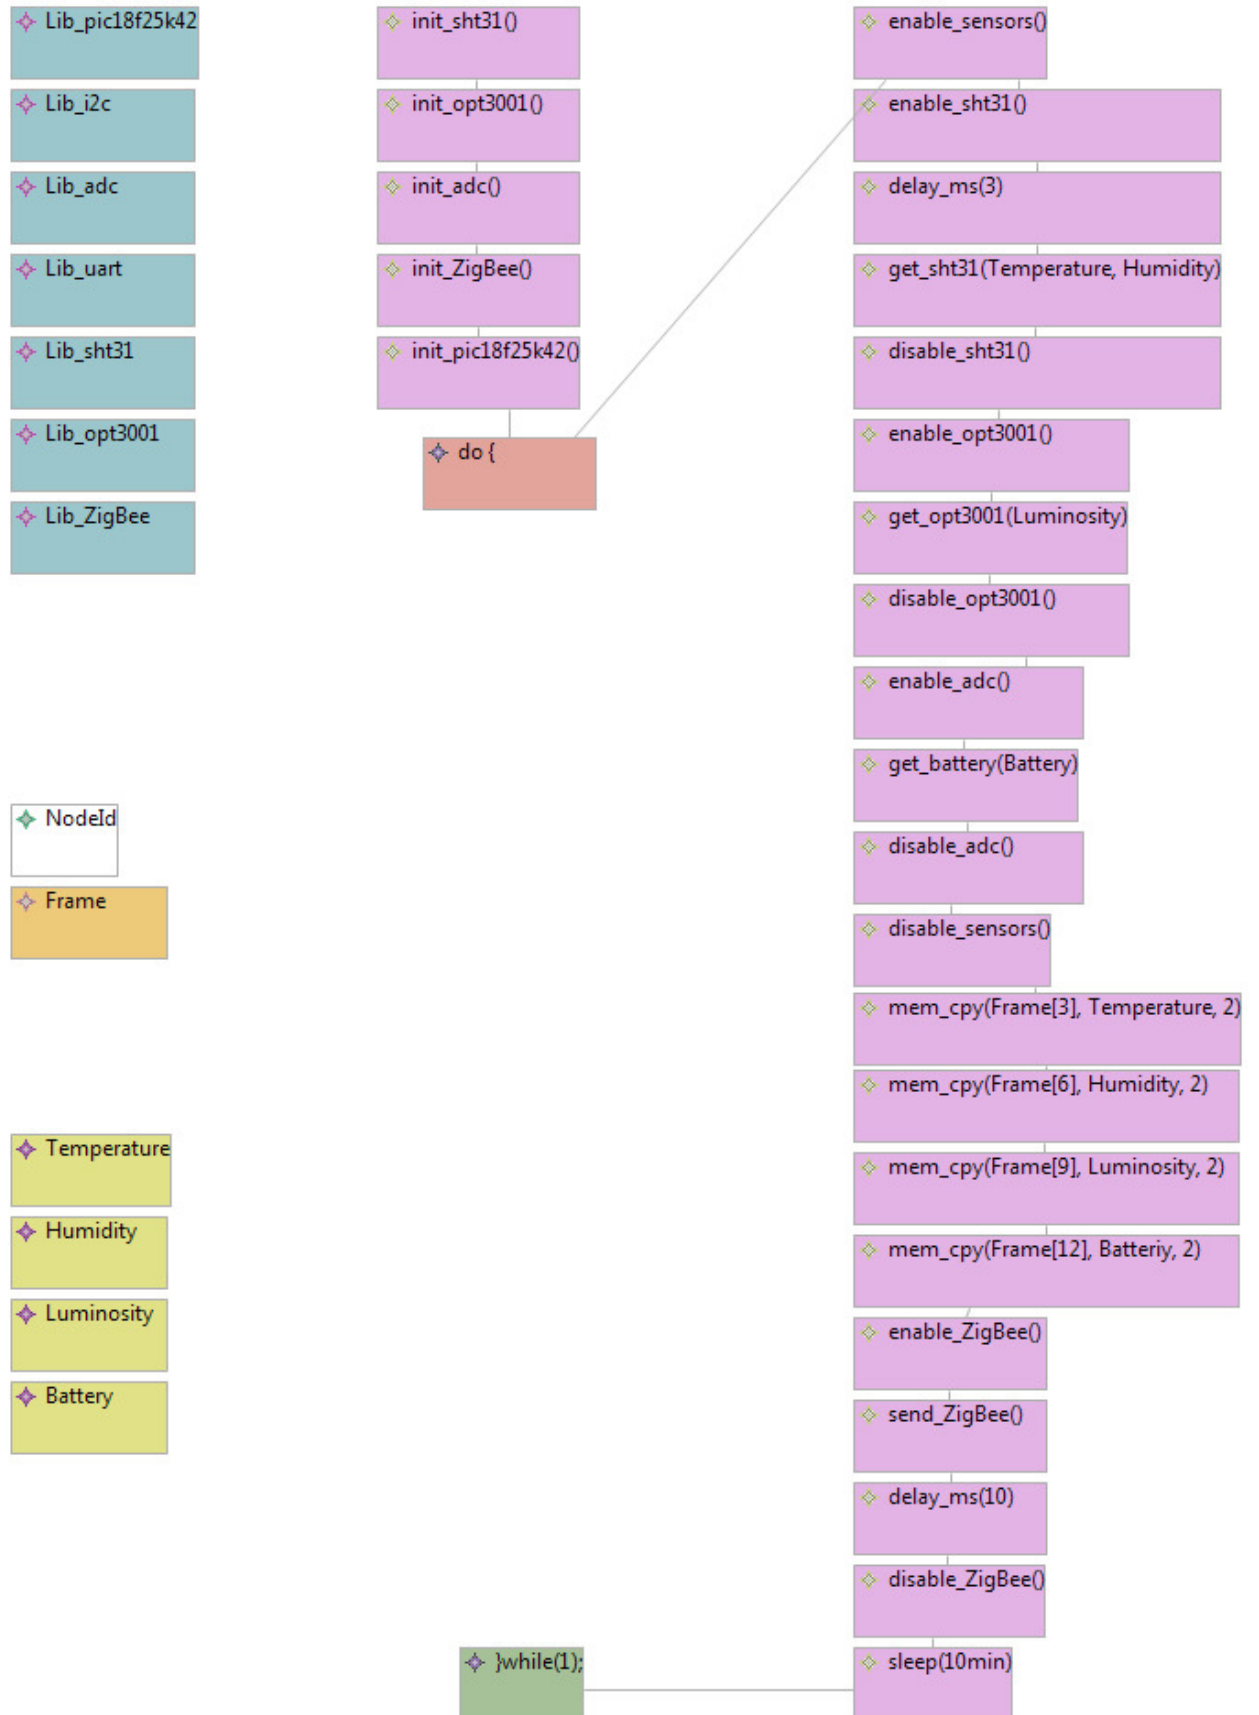 Lib_pic18f25k42
Lib_i2c
Lib_adc
Lib_uart
Lib_sht31
Lib_opt3001
Lib_ZigBee
NodeId
Frame
Temperature
Humidity
Luminosity
Battery
init_sht31()
init_opt3001()
init_adc()
init_ZigBee()
init_pic18f25k42()
do {
}while(1);
enable_sensors()
enable_sht31()
delay_ms(3)
get_sht31(Temperature, Humidity)
disable_sht31()
enable_opt3001()
get_opt3001(Luminosity)
disable_opt3001()
enable_adc()
get_battery(Battery)
disable_adc()
disable_sensors()
mem_cpy(Frame[3], Temperature, 2)
mem_cpy(Frame[6], Humidity, 2)
mem_cpy(Frame[9], Luminosity, 2)
mem_cpy(Frame[12], Batteriy, 2)
enable_ZigBee()
send_ZigBee()
delay_ms(10)
disable_ZigBee()
sleep(10min)